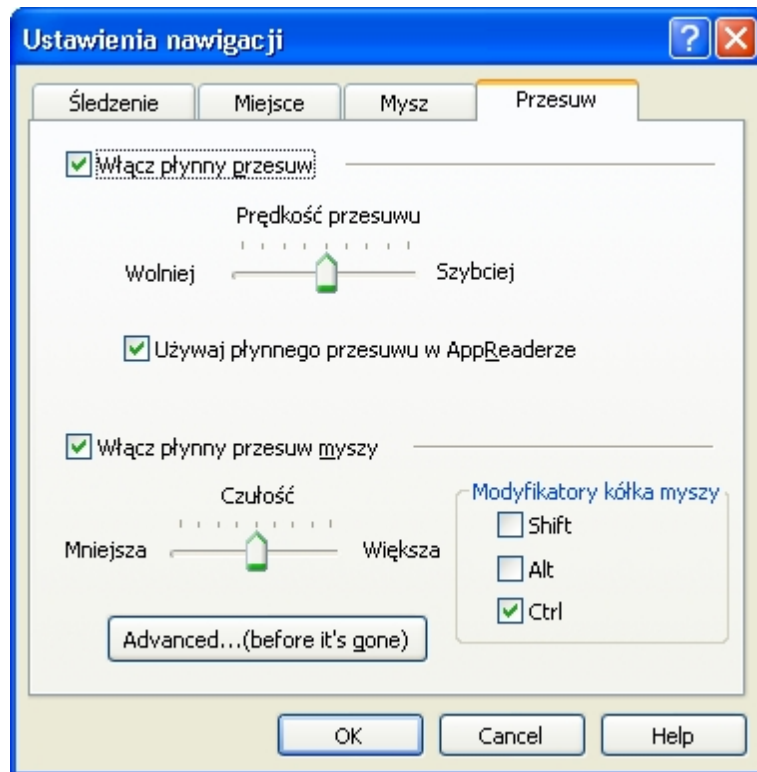 Ustawienia nawigacji
Śledzenie Miejsce Mysz Przesuw
Włącz płynny przesuw
Prędkość przesuwu
Wolniej Szybciej
Używaj płynnego przesuwu w AppReaderze
Włącz płynny przesuw myszy
Czułość
Mniejsza Większa
Modyfikatory kółka myszy
Shift
Alt
Ctrl
Advanced...(before it's gone)
OK Cancel Help